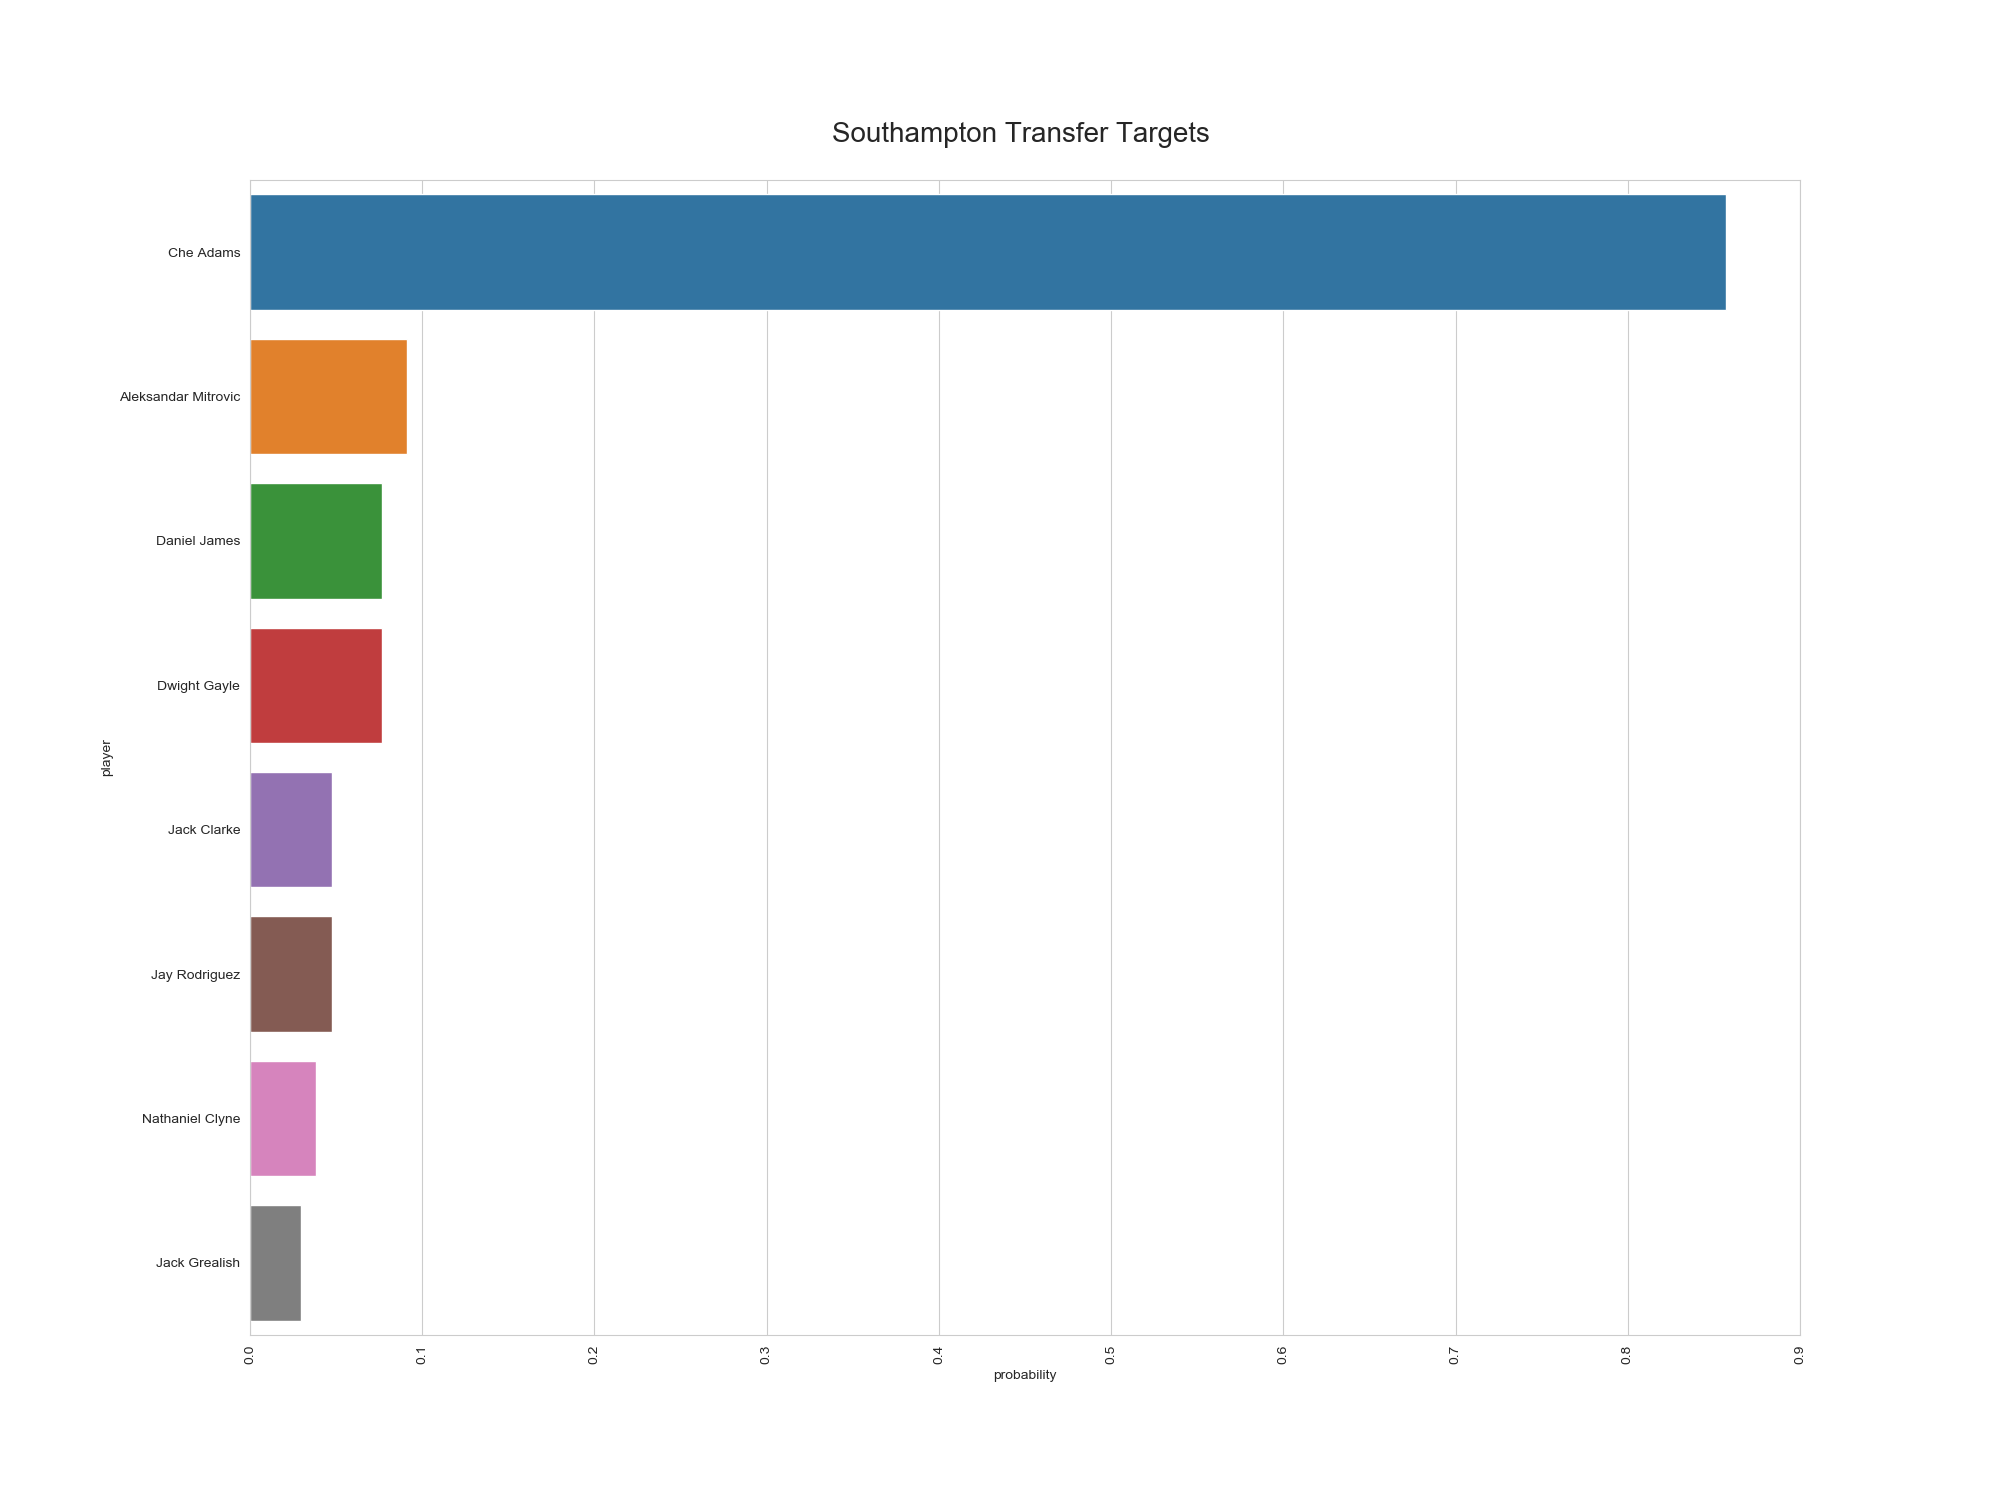 Southampton Transfer Targets
Che Adams
Aleksandar Mitrovic
Daniel James
Dwight Gayle
player
Jack Clarke
Jay Rodriguez
Nathaniel Clyne
Jack Grealish
0.0 0.1 0.2 0.3 0.4 0.5 0.6 0.7 0.8 0.9
probability